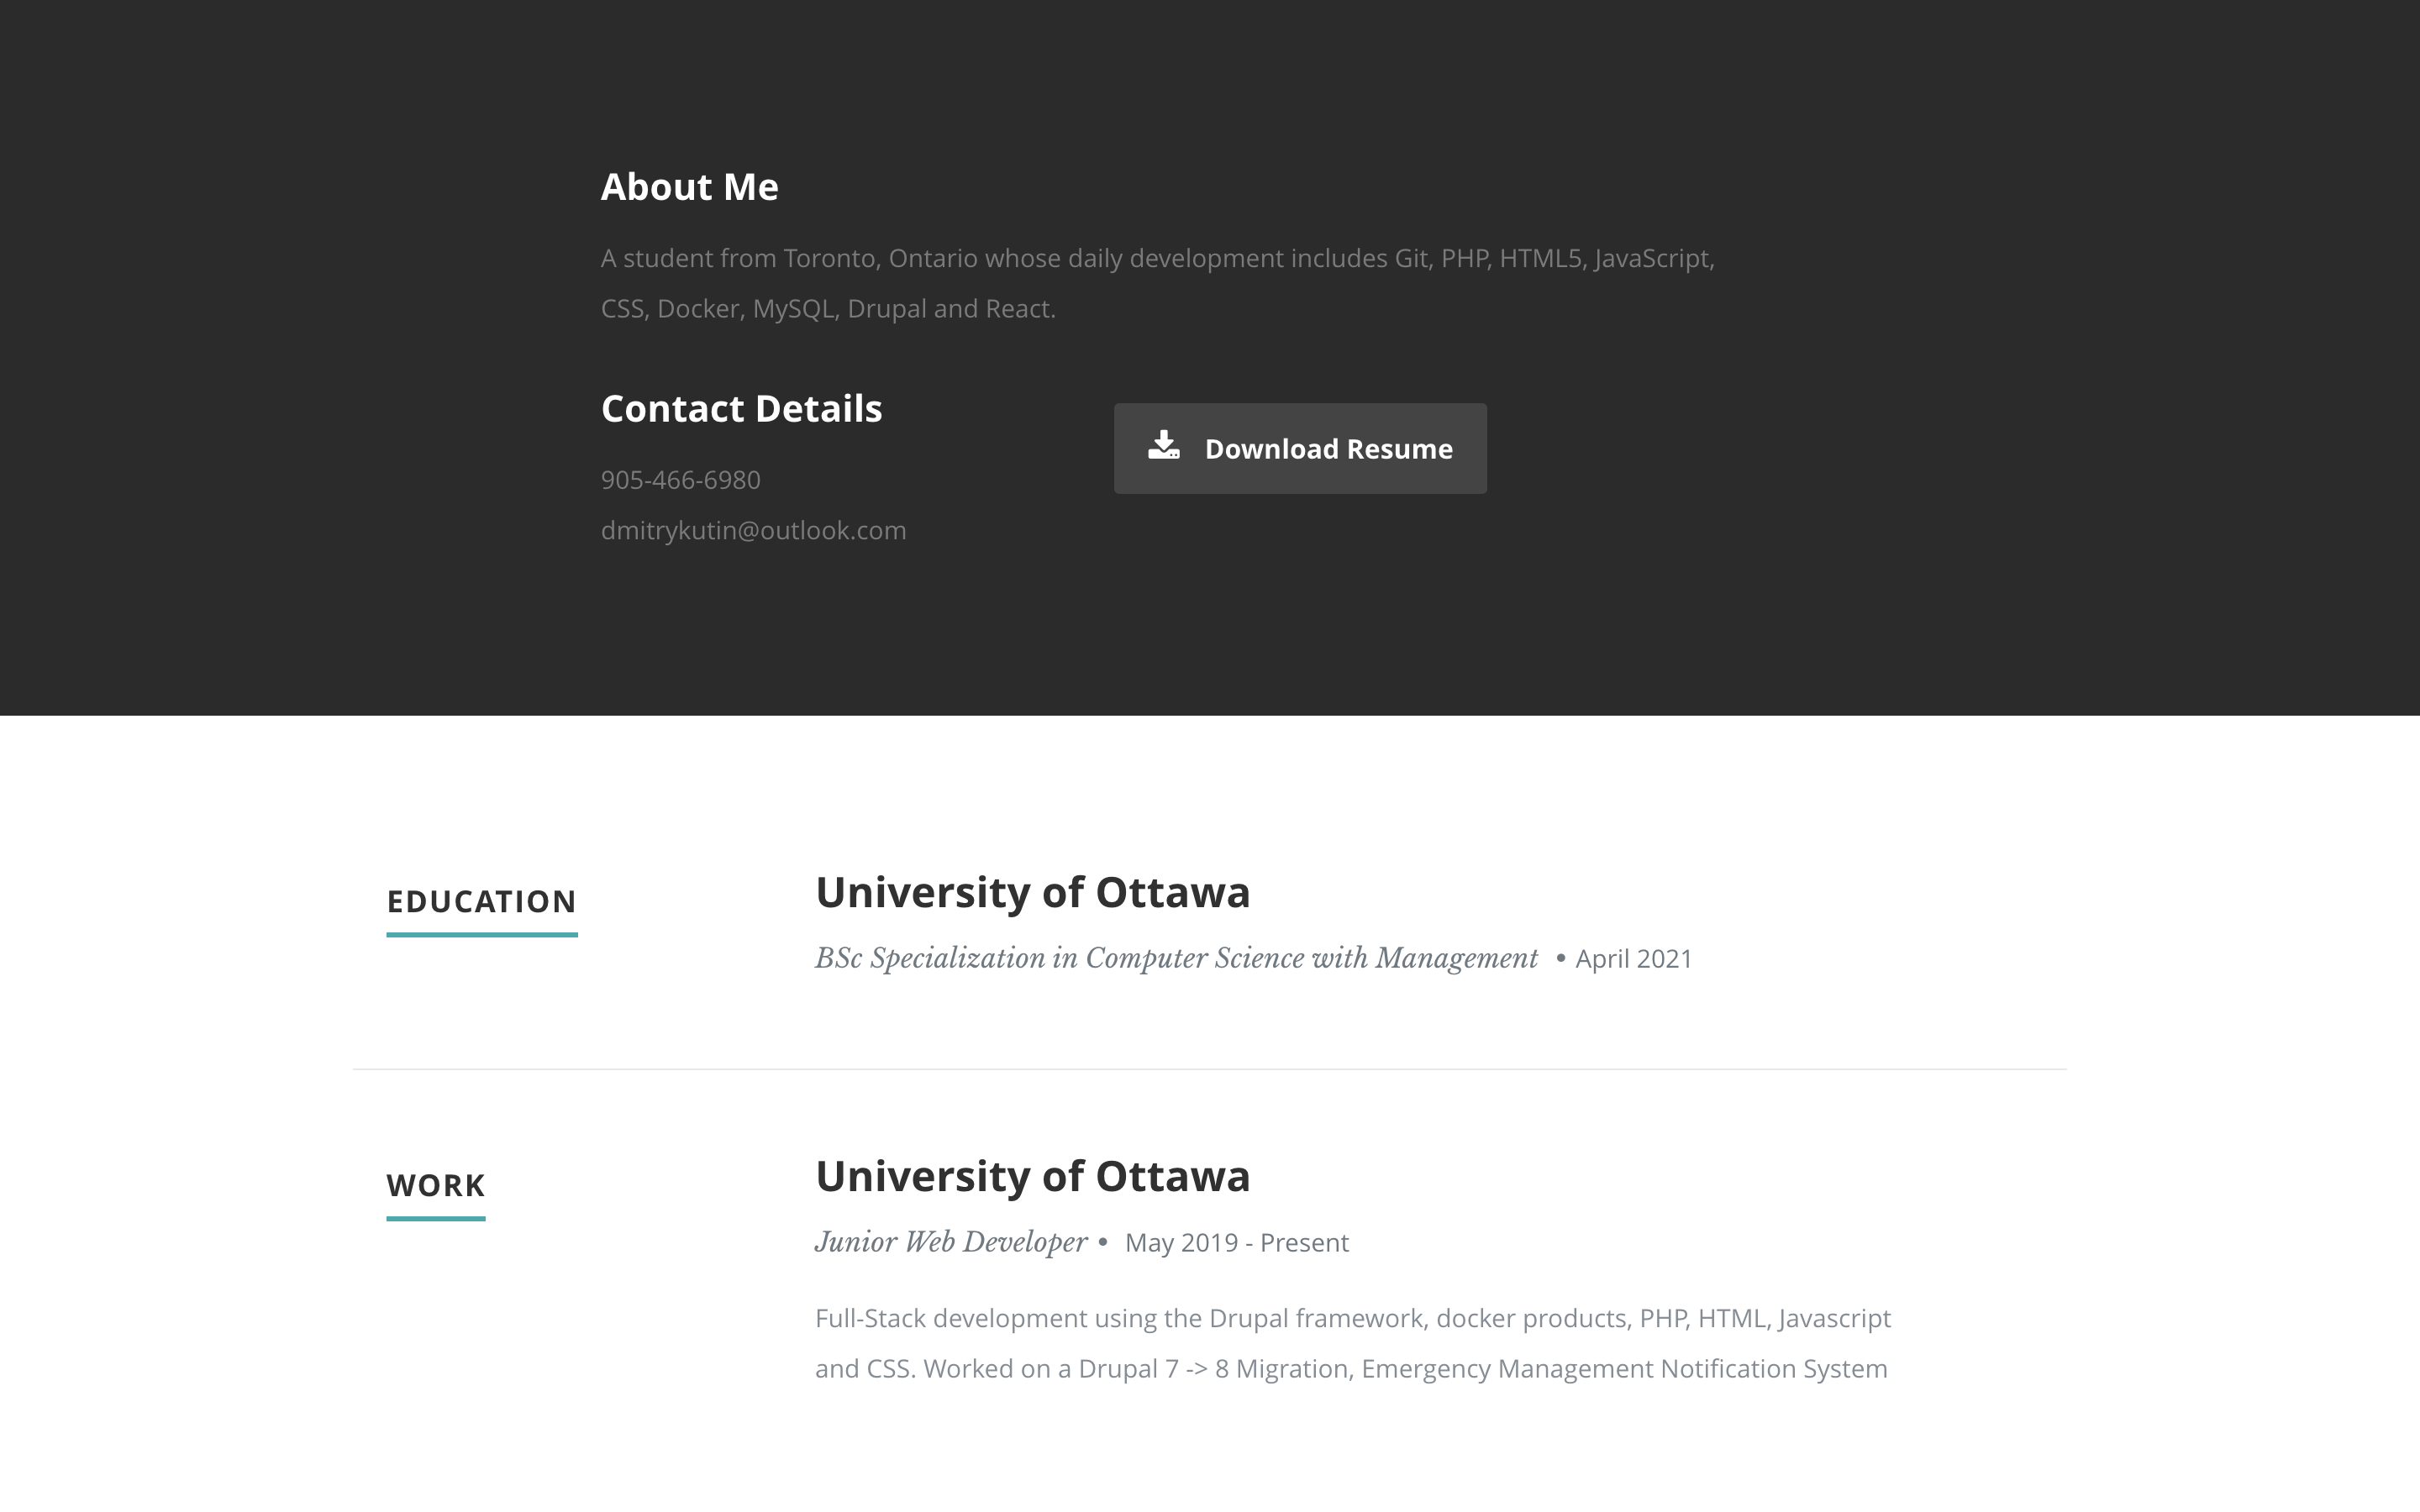 About Me
A student from Toronto, Ontario whose daily development includes Git, PHP, HTML5, JavaScript,
CSS, Docker, MySQL, Drupal and React.
Contact Details
905-466-6980
dmitrykutin@outlook.com
Download Resume
EDUCATION
University of Ottawa
BSc Specialization in Computer Science with Management • April 2021
WORK
University of Ottawa
Junior Web Developer • May 2019 - Present
Full-Stack development using the Drupal framework, docker products, PHP, HTML, Javascript
and CSS. Worked on a Drupal 7 -> 8 Migration, Emergency Management Notification System